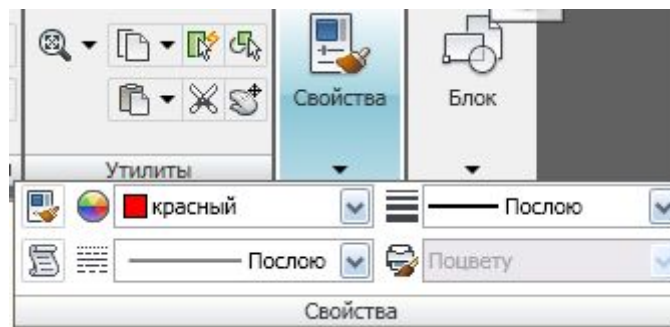 Свойства
Блок
Утилиты
красный
Послою
Послою
Поцвету
Свойства